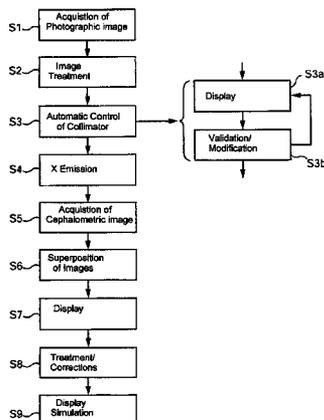 S1
Acquisition of
Photographic image
S2
Image
Treatment
S3
Automatic Control
of Collimator
S3a
Display
Validation/
Modification
S3b
S4
X Emission
S5
Acquisition of
Cephalometric image
S6
Superposition
of Images
S7
Display
S8
Treatment/
Corrections
S9
Display
Simulation